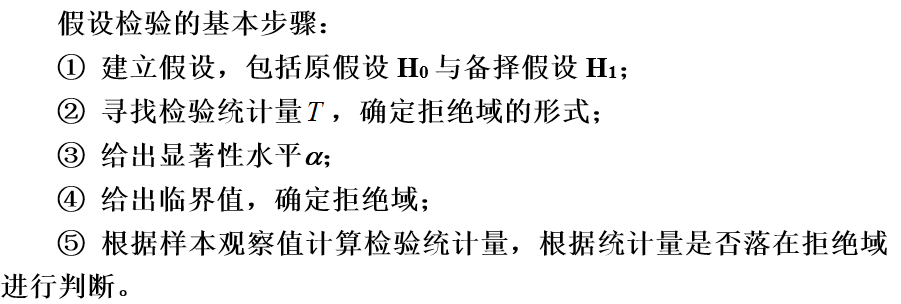 假设检验的基本步骤：
① 建立假设，包括原假设 H₀ 与备择假设 H₁；
② 寻找检验统计量 T ，确定拒绝域的形式；
③ 给出显著性水平 α；
④ 给出临界值，确定拒绝域；
⑤ 根据样本观察值计算检验统计量，根据统计量是否落在拒绝域
进行判断。